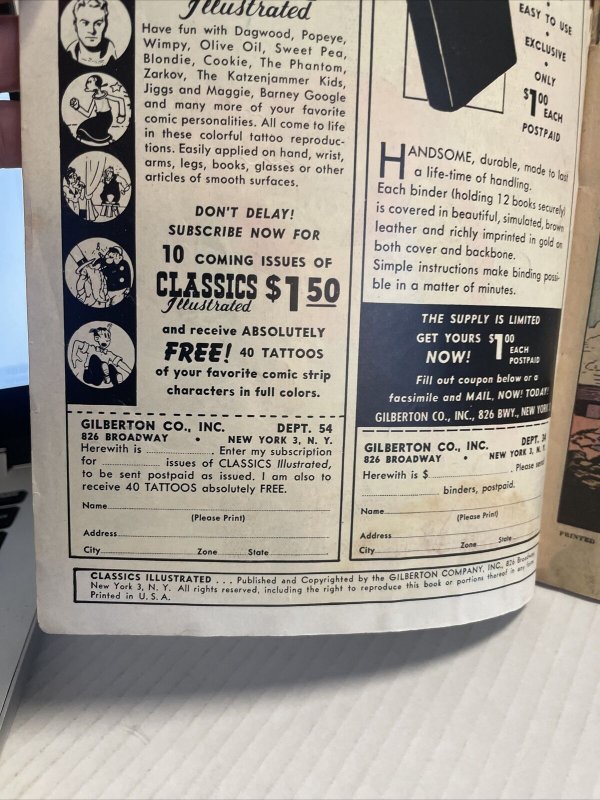 Illustrated
Have fun with Dagwood, Popeye,
Wimpy, Olive Oil, Sweet Pea,
Blondie, Cookie, The Phantom,
Zarkov, The Katzenjammer Kids,
Jiggs and Maggie, Barney Google
and many more of your favorite
comic personalities. All come to life
in these colorful tattoo reproduc-
tions. Easily applied on hand, wrist,
arms, legs, books, glasses or other
articles of smooth surfaces.
DON'T DELAY!
SUBSCRIBE NOW FOR
10 COMING ISSUES OF
CLASSICS Illustrated $1 50
and receive ABSOLUTELY
FREE! 40 TATTOOS
of your favorite comic strip
characters in full colors.
GILBERTON CO., INC. DEPT. 54
826 BROADWAY • NEW YORK 3, N. Y.
Herewith is ............ Enter my subscription
for ............ issues of CLASSICS Illustrated,
to be sent postpaid as issued. I am also to
receive 40 TATTOOS absolutely FREE.
Name
(Please Print)
Address
City Zone State
EASY TO USE
•
EXCLUSIVE
•
ONLY
$1 00 EACH
POSTPAID
HANDSOME, durable, made to last
a life-time of handling.
Each binder (holding 12 books securely)
is covered in beautiful, simulated, brown
leather and richly imprinted in gold on
both cover and backbone.
Simple instructions make binding possi-
ble in a matter of minutes.
THE SUPPLY IS LIMITED
GET YOURS NOW! $1 00 EACH POSTPAID
Fill out coupon below or a
facsimile and MAIL, NOW! TODAY!
GILBERTON CO., INC., 826 BWY., NEW YORK
GILBERTON CO., INC. DEPT.
826 BROADWAY • NEW YORK 3, N. Y.
Herewith is $ ............ Please send
............ binders, postpaid.
Name
(Please Print)
Address
City Zone State
CLASSICS ILLUSTRATED . . . Published and Copyrighted by the GILBERTON COMPANY, INC., 826 Broadway,
New York 3, N. Y. All rights reserved, including the right to reproduce this book or portions thereof in any form.
Printed in U. S. A.
PRINTED